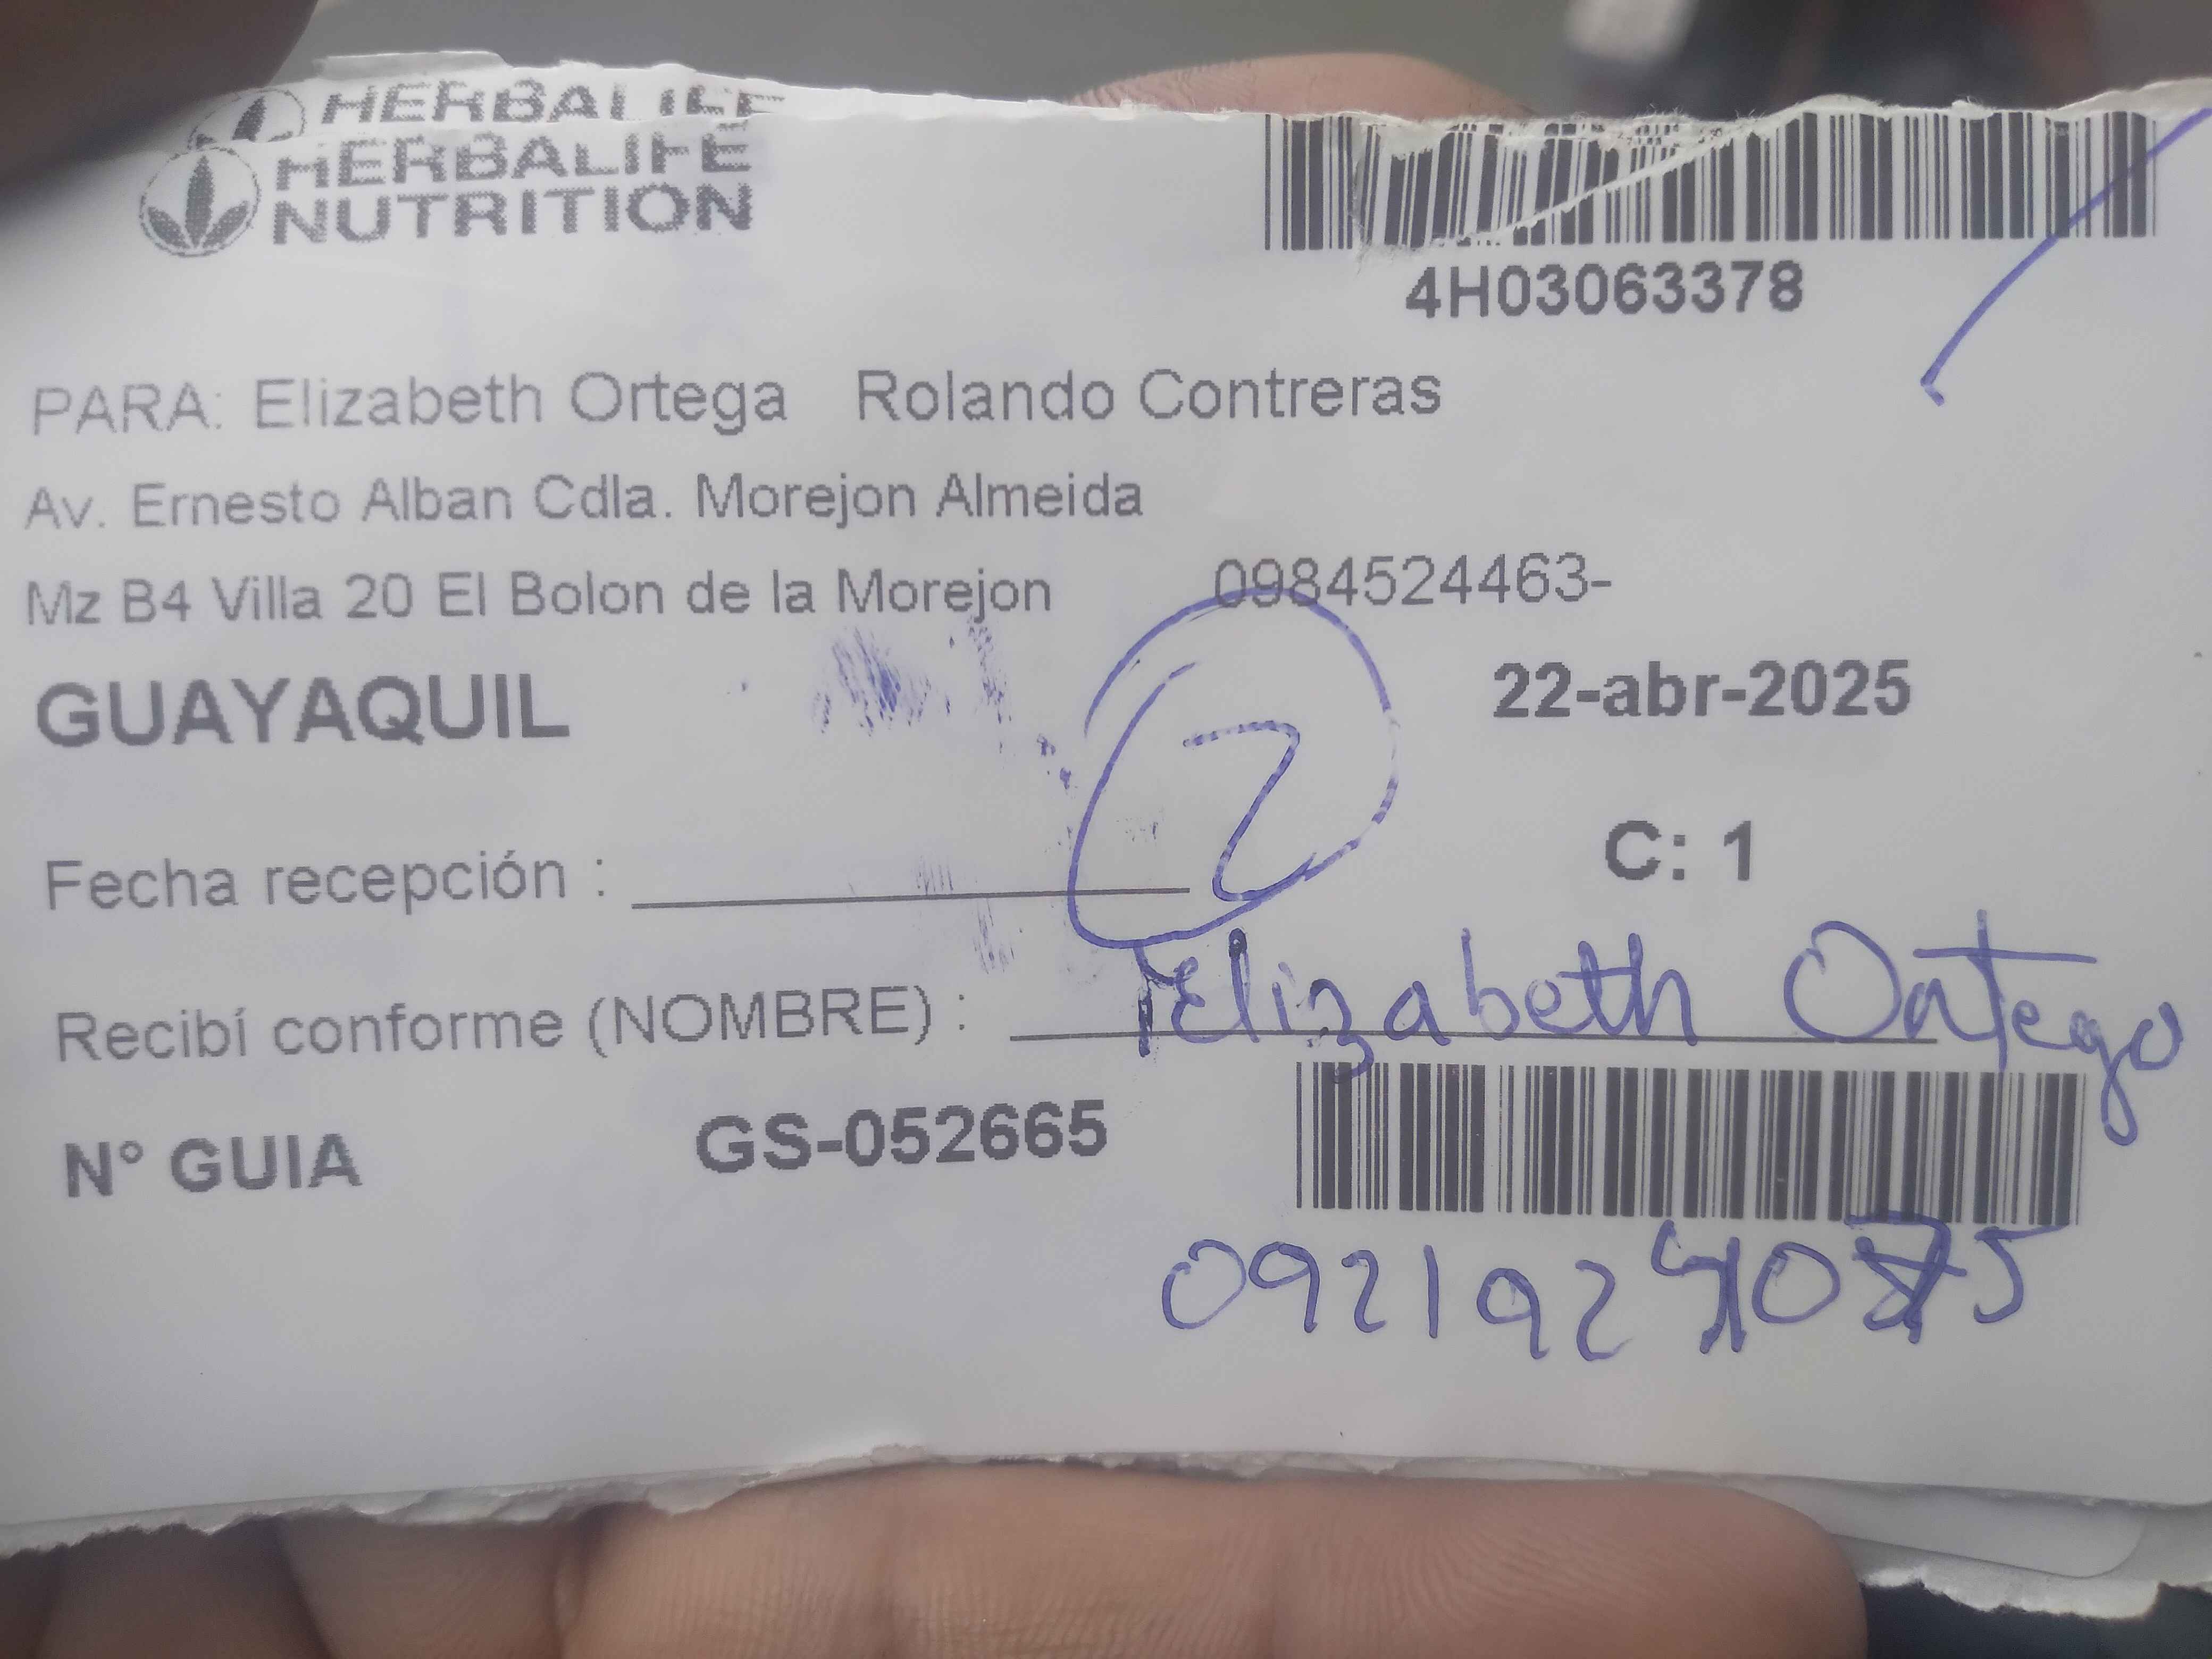 HERBALIFE
HERBALIFE
NUTRITION
4H03063378
PARA: Elizabeth Ortega Rolando Contreras
Av. Ernesto Alban Cdla. Morejon Almeida
Mz B4 Villa 20 El Bolon de la Morejon 0984524463-
GUAYAQUIL 22-abr-2025
2
C: 1
Fecha recepción :
Recibí conforme (NOMBRE) : Elizabeth Ortega
N° GUIA GS-052665